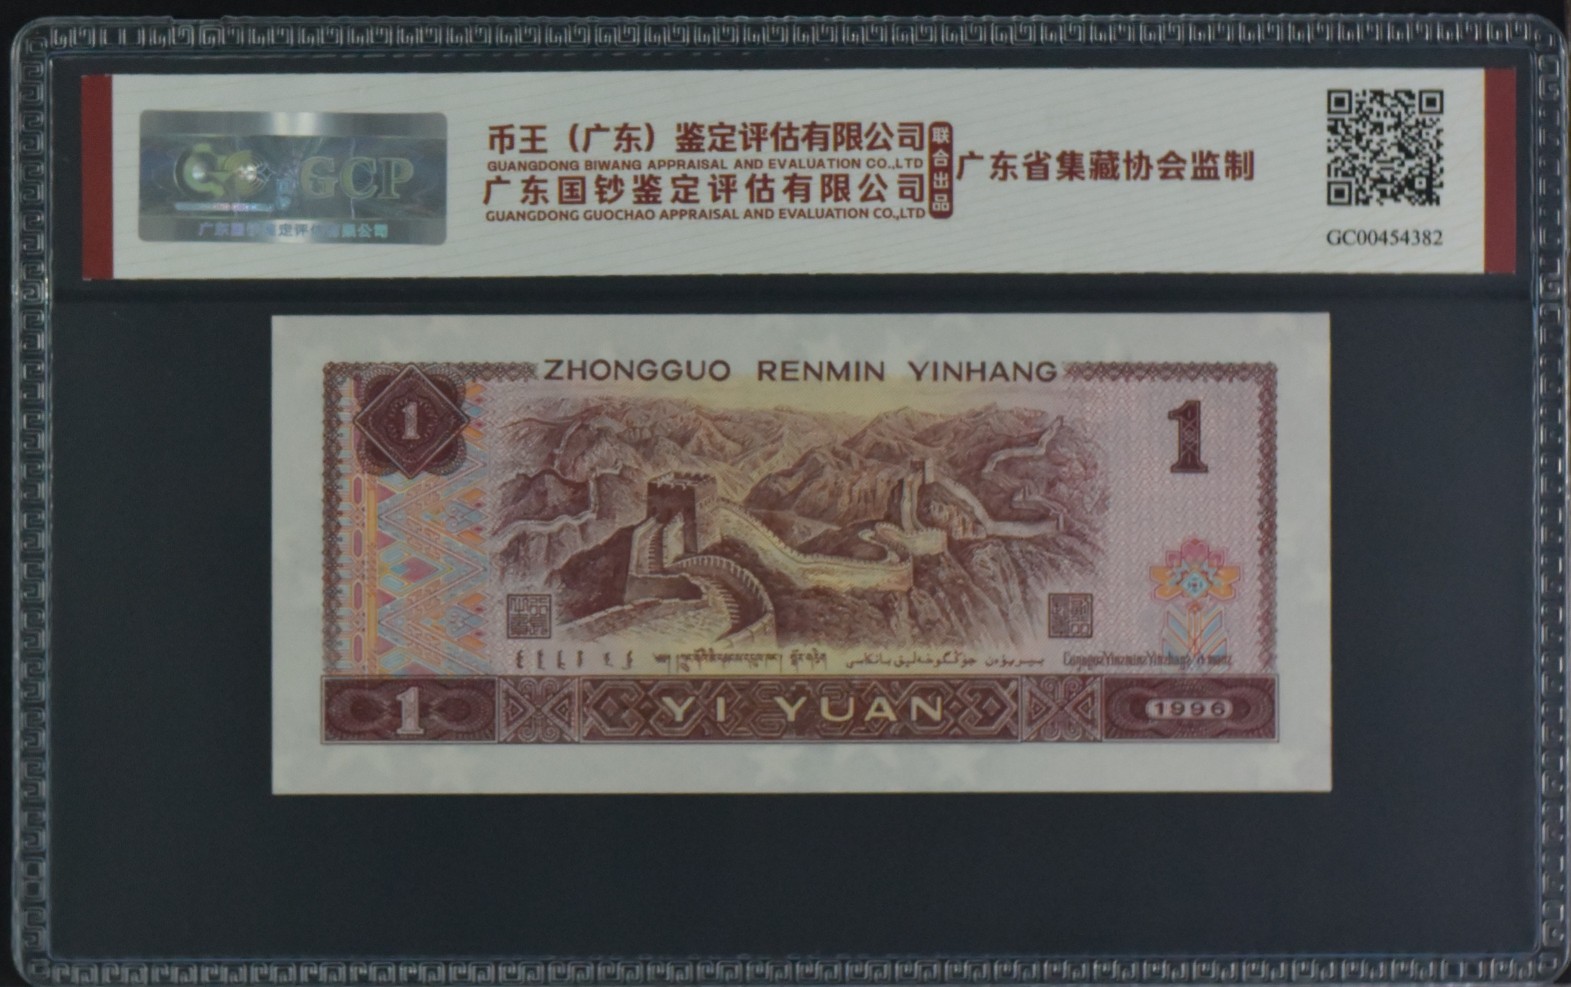 GCP
币王（广东）鉴定评估有限公司
GUANGDONG BIWANG APPRAISAL AND EVALUATION CO.,LTD
广东国钞鉴定评估有限公司
GUANGDONG GUOCHAO APPRAISAL AND EVALUATION CO.,LTD
联合出品
广东省集藏协会监制
GC00454382
ZHONGGUO RENMIN YINHANG
1
1
1
YI YUAN
1996